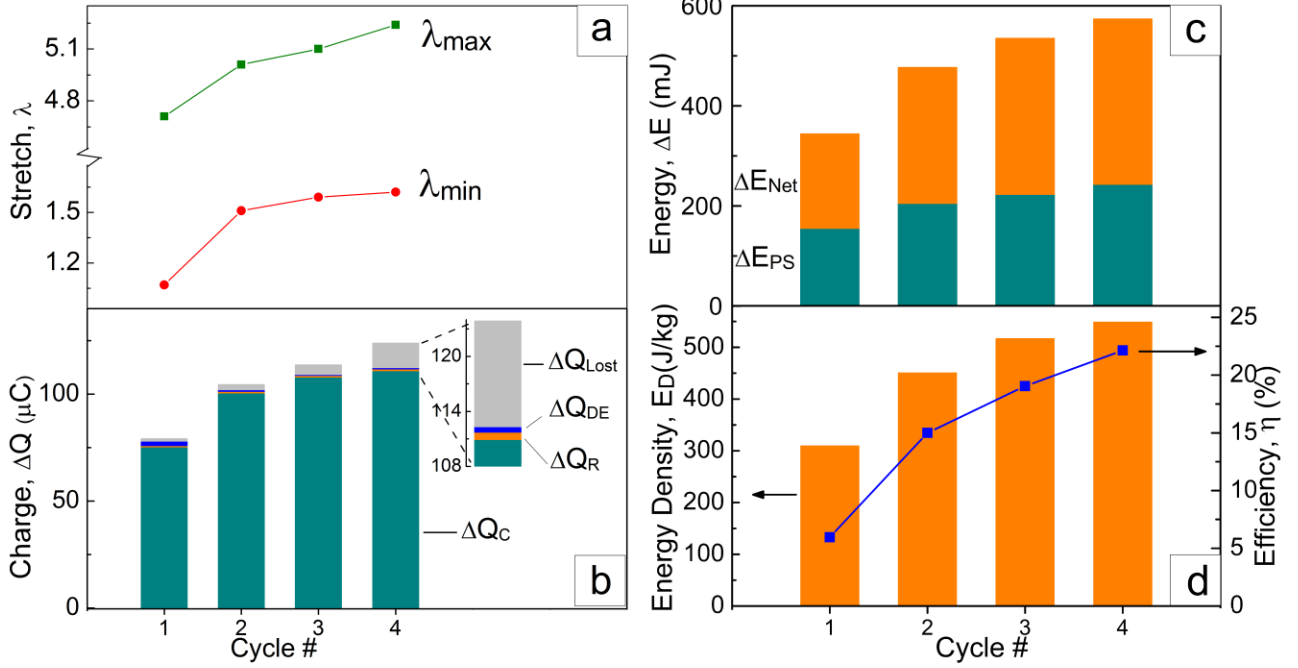 a
λmax
λmin
5.1
4.8
1.5
1.2
Stretch, λ
b
100
50
0
Charge, ΔQ (μC)
120
116
112
108
ΔQLost
ΔQDE
ΔQR
ΔQC
1 2 3 4
Cycle #
c
600
400
200
0
Energy, ΔE (mJ)
ΔENet
ΔEPS
d
500
400
300
200
100
0
Energy Density, ED(J/kg)
25
20
15
10
5
0
Efficiency, η (%)
1 2 3 4
Cycle #